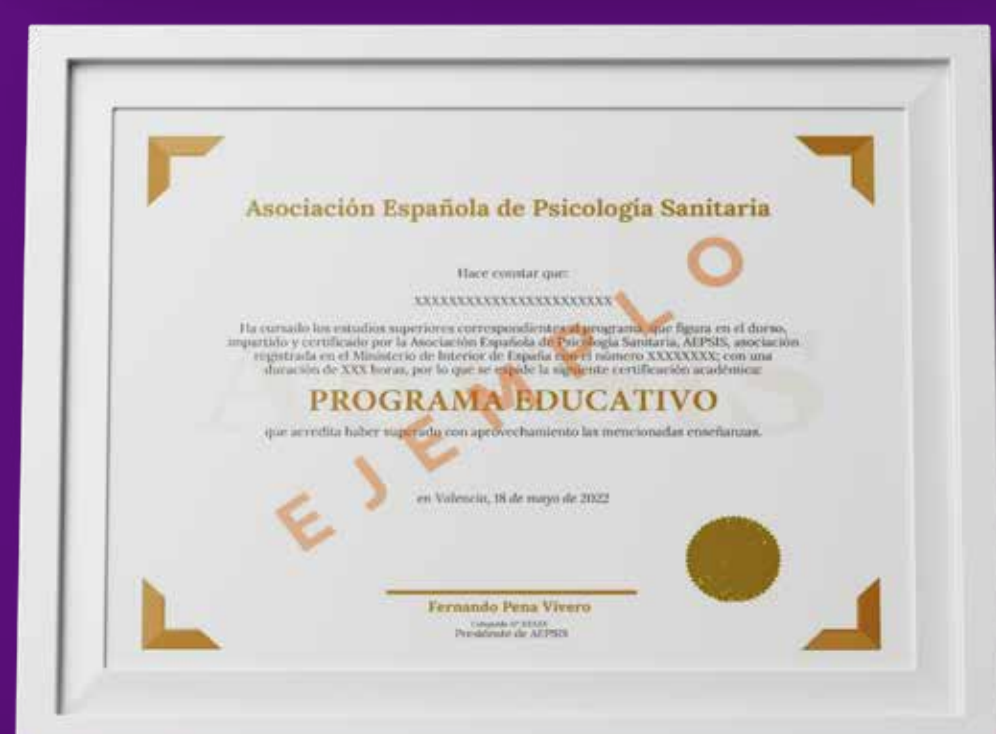 Asociación Española de Psicología Sanitaria
Hace constar que:
XXXXXXXXXXXXXXXXXXXXXXX
Ha cursado los estudios superiores correspondientes al programa, que figura en el dorso,
impartido y certificado por la Asociación Española de Psicología Sanitaria, AEPSIS, asociación
registrada en el Ministerio de Interior de España con el número XXXXXXXX; con una
duración de XXX horas, por lo que se expide la siguiente certificación académica:
PROGRAMA EDUCATIVO
que acredita haber superado con aprovechamiento las mencionadas enseñanzas.
EJEMPLO
en Valencia, 18 de mayo de 2022
Fernando Pena Vivero
Colegiado Nº XXXXX
Presidente de AEPSIS